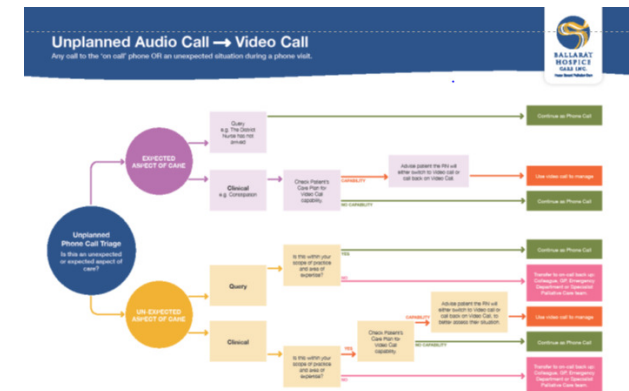 Unplanned Audio Call → Video Call
Any call to the 'on call' phone OR an unexpected situation during a phone visit.
BALLARAT
HOSPICE
CARE INC
Unplanned
Phone Call Triage
Is this an unexpected
or expected aspect of
care?
EXPECTED
ASPECT OF CARE
Query
e.g. The District
Nurse has not
arrived
Continue as Phone Call
Clinical
e.g. Constipation
Check Patient's
Care Plan for
Video Call
capability
CAPABILITY
Advise patient the RN will
either switch to Video call or
call back on Video Call
Use video call to manage
NO CAPABILITY
Continue as Phone Call
UN-EXPECTED
ASPECT OF CARE
Query
Is this within your
scope of practice
and area of
expertise?
YES
Continue as Phone Call
NO
Transfer to on-call back up:
Colleague, GP, Emergency
Department or Specialist
Palliative Care team.
Clinical
Is this within your
scope of practice
and area of
expertise?
YES
Check Patient's
Care Plan for
Video Call
capability
CAPABILITY
Advise patient the RN will
either switch to Video Call or
call back on Video Call, to
better assess their situation.
Use video call to manage
NO CAPABILITY
Continue as Phone Call
NO
Transfer to on-call back up:
Colleague, GP, Emergency
Department or Specialist
Palliative Care team.